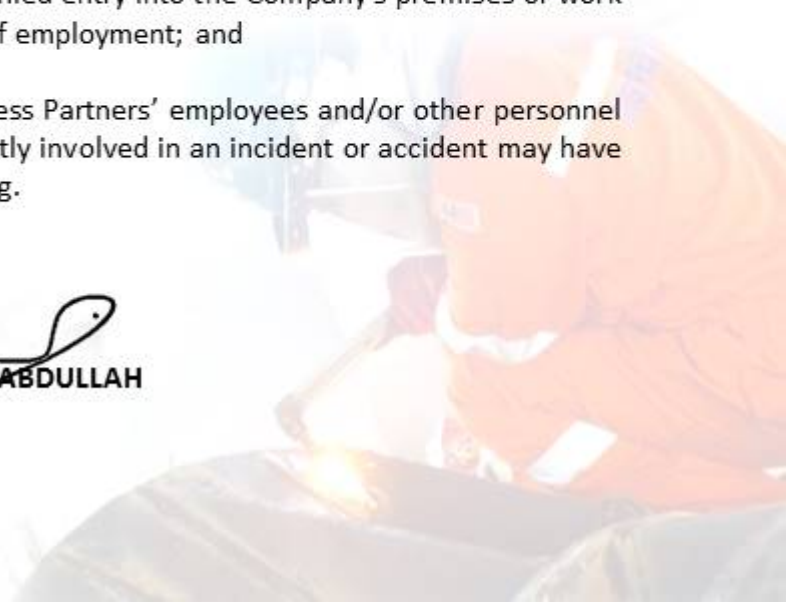 entry into the Company's premises or work
f employment; and
ess Partners' employees and/or other personnel
tly involved in an incident or accident may have
g.
ABDULLAH